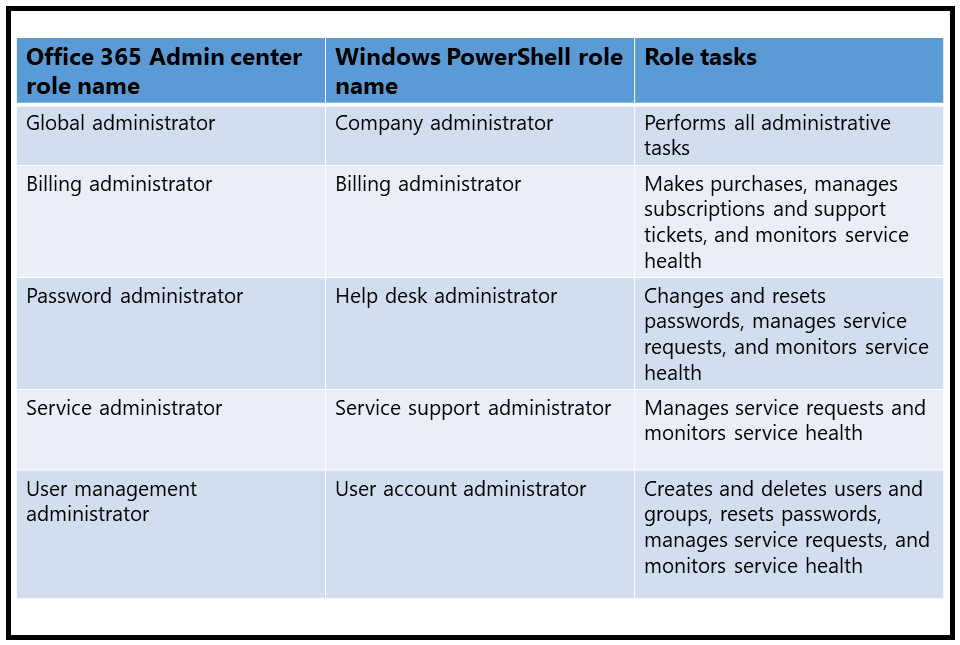 Office 365 Admin center
role name
Windows PowerShell role
name
Role tasks
Global administrator
Company administrator
Performs all administrative
tasks
Billing administrator
Billing administrator
Makes purchases, manages
subscriptions and support
tickets, and monitors service
health
Password administrator
Help desk administrator
Changes and resets
passwords, manages service
requests, and monitors service
health
Service administrator
Service support administrator
Manages service requests and
monitors service health
User management
administrator
User account administrator
Creates and deletes users and
groups, resets passwords,
manages service requests, and
monitors service health